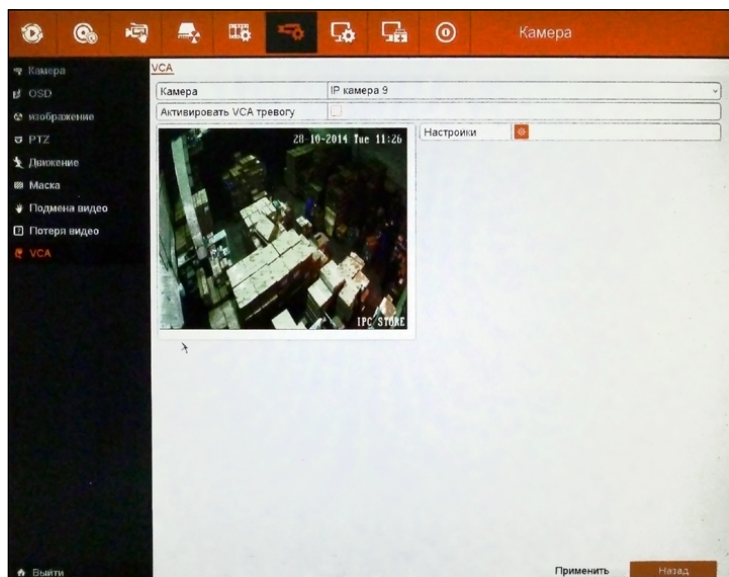 Камера
Камера
OSD
изображение
PTZ
Движение
Маска
Подмена видео
Потеря видео
VCA
Выйти
VCA
Камера IP камера 9
Активировать VCA тревогу
28-10-2014 Tue 11:26
IPC STORE
Настройки
Применить Назад